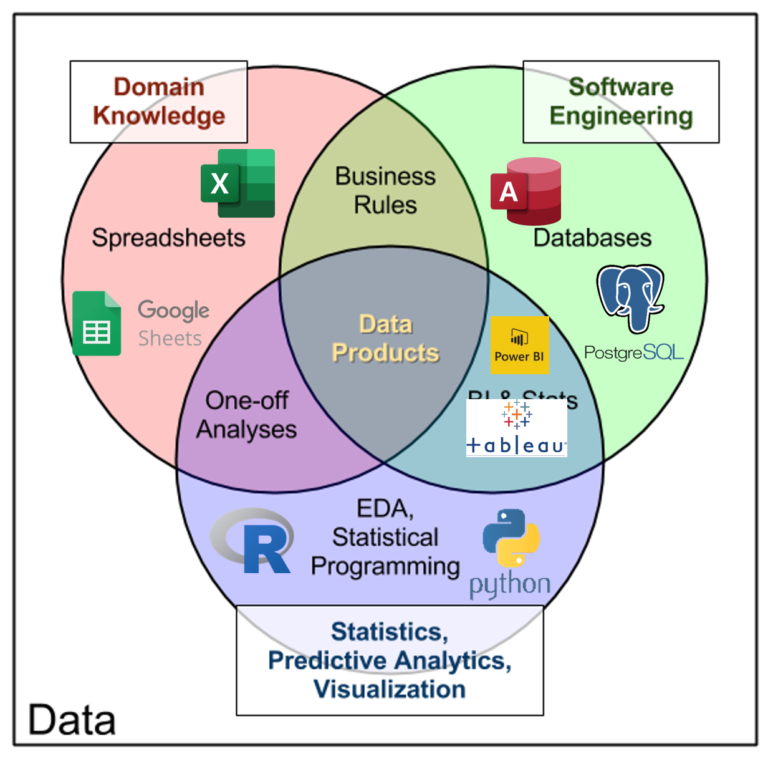 Domain
Knowledge
Software
Engineering
Business
Rules
X
A
Spreadsheets
Databases
Google
Sheets
Data
Products
Power BI
PostgreSQL
One-off
Analyses
BI & Stats
+ableau
EDA,
Statistical
Programming
R
python
Statistics,
Predictive Analytics,
Visualization
Data